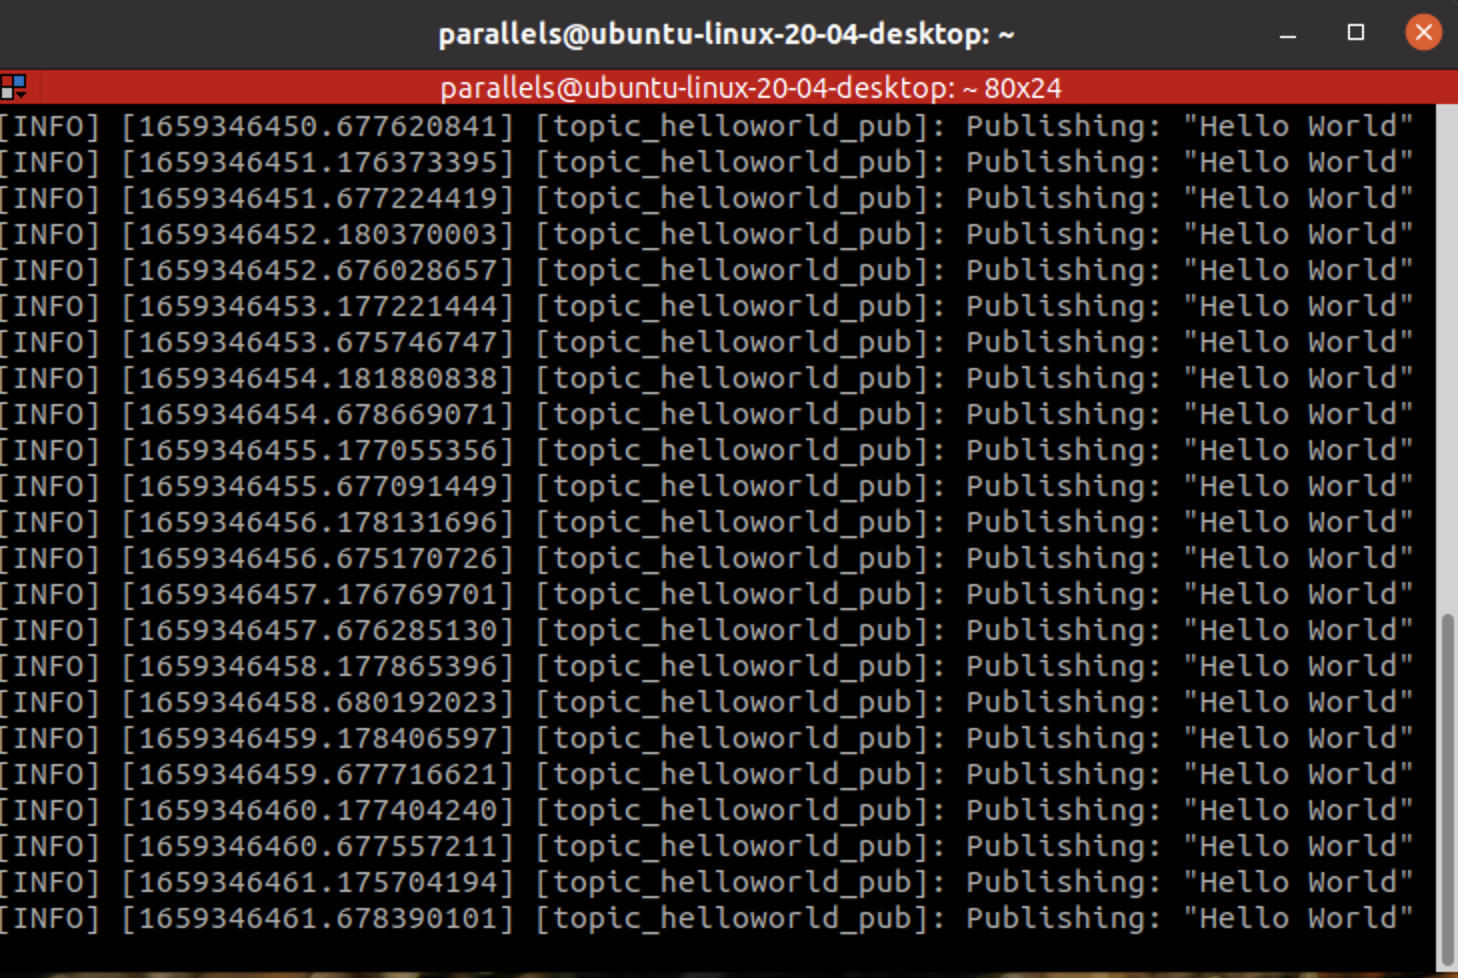 parallels@ubuntu-linux-20-04-desktop: ~
parallels@ubuntu-linux-20-04-desktop: ~ 80x24
[INFO] [1659346450.677620841] [topic_helloworld_pub]: Publishing: "Hello World"
[INFO] [1659346451.176373395] [topic_helloworld_pub]: Publishing: "Hello World"
[INFO] [1659346451.677224419] [topic_helloworld_pub]: Publishing: "Hello World"
[INFO] [1659346452.180370003] [topic_helloworld_pub]: Publishing: "Hello World"
[INFO] [1659346452.676028657] [topic_helloworld_pub]: Publishing: "Hello World"
[INFO] [1659346453.177221444] [topic_helloworld_pub]: Publishing: "Hello World"
[INFO] [1659346453.675746747] [topic_helloworld_pub]: Publishing: "Hello World"
[INFO] [1659346454.181880838] [topic_helloworld_pub]: Publishing: "Hello World"
[INFO] [1659346454.678669071] [topic_helloworld_pub]: Publishing: "Hello World"
[INFO] [1659346455.177055356] [topic_helloworld_pub]: Publishing: "Hello World"
[INFO] [1659346455.677091449] [topic_helloworld_pub]: Publishing: "Hello World"
[INFO] [1659346456.178131696] [topic_helloworld_pub]: Publishing: "Hello World"
[INFO] [1659346456.675170726] [topic_helloworld_pub]: Publishing: "Hello World"
[INFO] [1659346457.176769701] [topic_helloworld_pub]: Publishing: "Hello World"
[INFO] [1659346457.676285130] [topic_helloworld_pub]: Publishing: "Hello World"
[INFO] [1659346458.177865396] [topic_helloworld_pub]: Publishing: "Hello World"
[INFO] [1659346458.680192023] [topic_helloworld_pub]: Publishing: "Hello World"
[INFO] [1659346459.178406597] [topic_helloworld_pub]: Publishing: "Hello World"
[INFO] [1659346459.677716621] [topic_helloworld_pub]: Publishing: "Hello World"
[INFO] [1659346460.177404240] [topic_helloworld_pub]: Publishing: "Hello World"
[INFO] [1659346460.677557211] [topic_helloworld_pub]: Publishing: "Hello World"
[INFO] [1659346461.175704194] [topic_helloworld_pub]: Publishing: "Hello World"
[INFO] [1659346461.678390101] [topic_helloworld_pub]: Publishing: "Hello World"